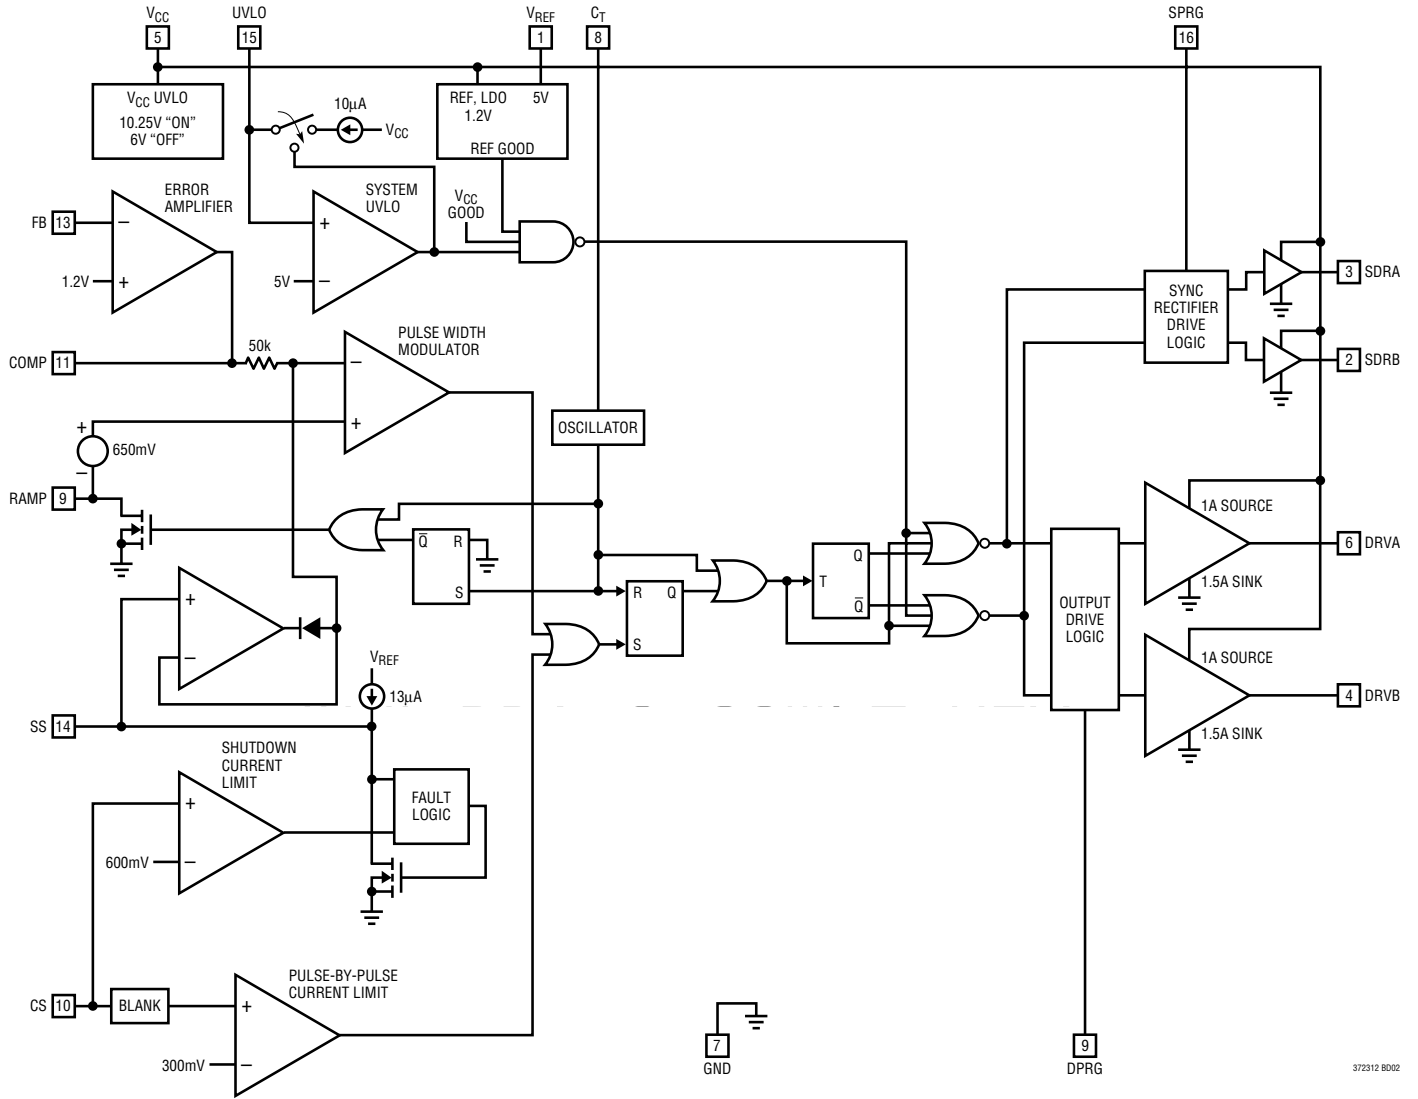 VCC
5
UVLO
15
VREF
1
CT
8
SPRG
16
VCC UVLO
10.25V “ON”
6V “OFF”
10μA
VCC
REF, LDO
1.2V
5V
REF GOOD
ERROR
AMPLIFIER
FB 13
−
1.2V
+
SYSTEM
UVLO
+
5V
−
VCC
GOOD
SYNC
RECTIFIER
DRIVE
LOGIC
3 SDRA
2 SDRB
COMP 11
50k
PULSE WIDTH
MODULATOR
−
+
+
650mV
−
RAMP 9
OSCILLATOR
Q̅ R
S
R Q
S
T
Q
Q̅
OUTPUT
DRIVE
LOGIC
1A SOURCE
1.5A SINK
6 DRVA
1A SOURCE
1.5A SINK
4 DRVB
+
−
VREF
13μA
SS 14
SHUTDOWN
CURRENT
LIMIT
+
600mV
−
FAULT
LOGIC
CS 10
BLANK
PULSE-BY-PULSE
CURRENT LIMIT
+
300mV
−
7
GND
9
DPRG
372312 BD02